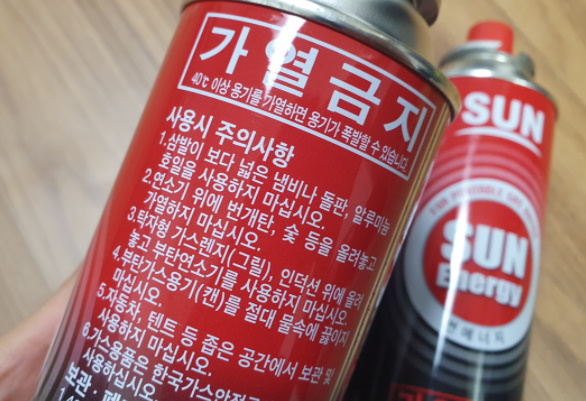 가열금지
40℃ 이상 용기를 가열하면 용기가 폭발할 수 있습니다.
사용시 주의사항
1.삼발이 보다 넓은 냄비나 돌판, 알루미늄
호일을 사용하지 마십시오.
2.연소기 위에 번개탄, 숯 등을 올려놓고
가열하지 마십시오.
3.탁자형 가스렌지(그릴), 인덕션 위에 올려
놓고 부탄연소기를 사용하지 마십시오.
4.부탄가스용기(캔)를 절대 물속에 끓이지
마십시오.
5.자동차, 텐트 등 좁은 공간에서 보관 및
사용하지 마십시오.
6.가스용품은 한국가스안전
사용하십시오.
보관
SUN
SUN
Energy